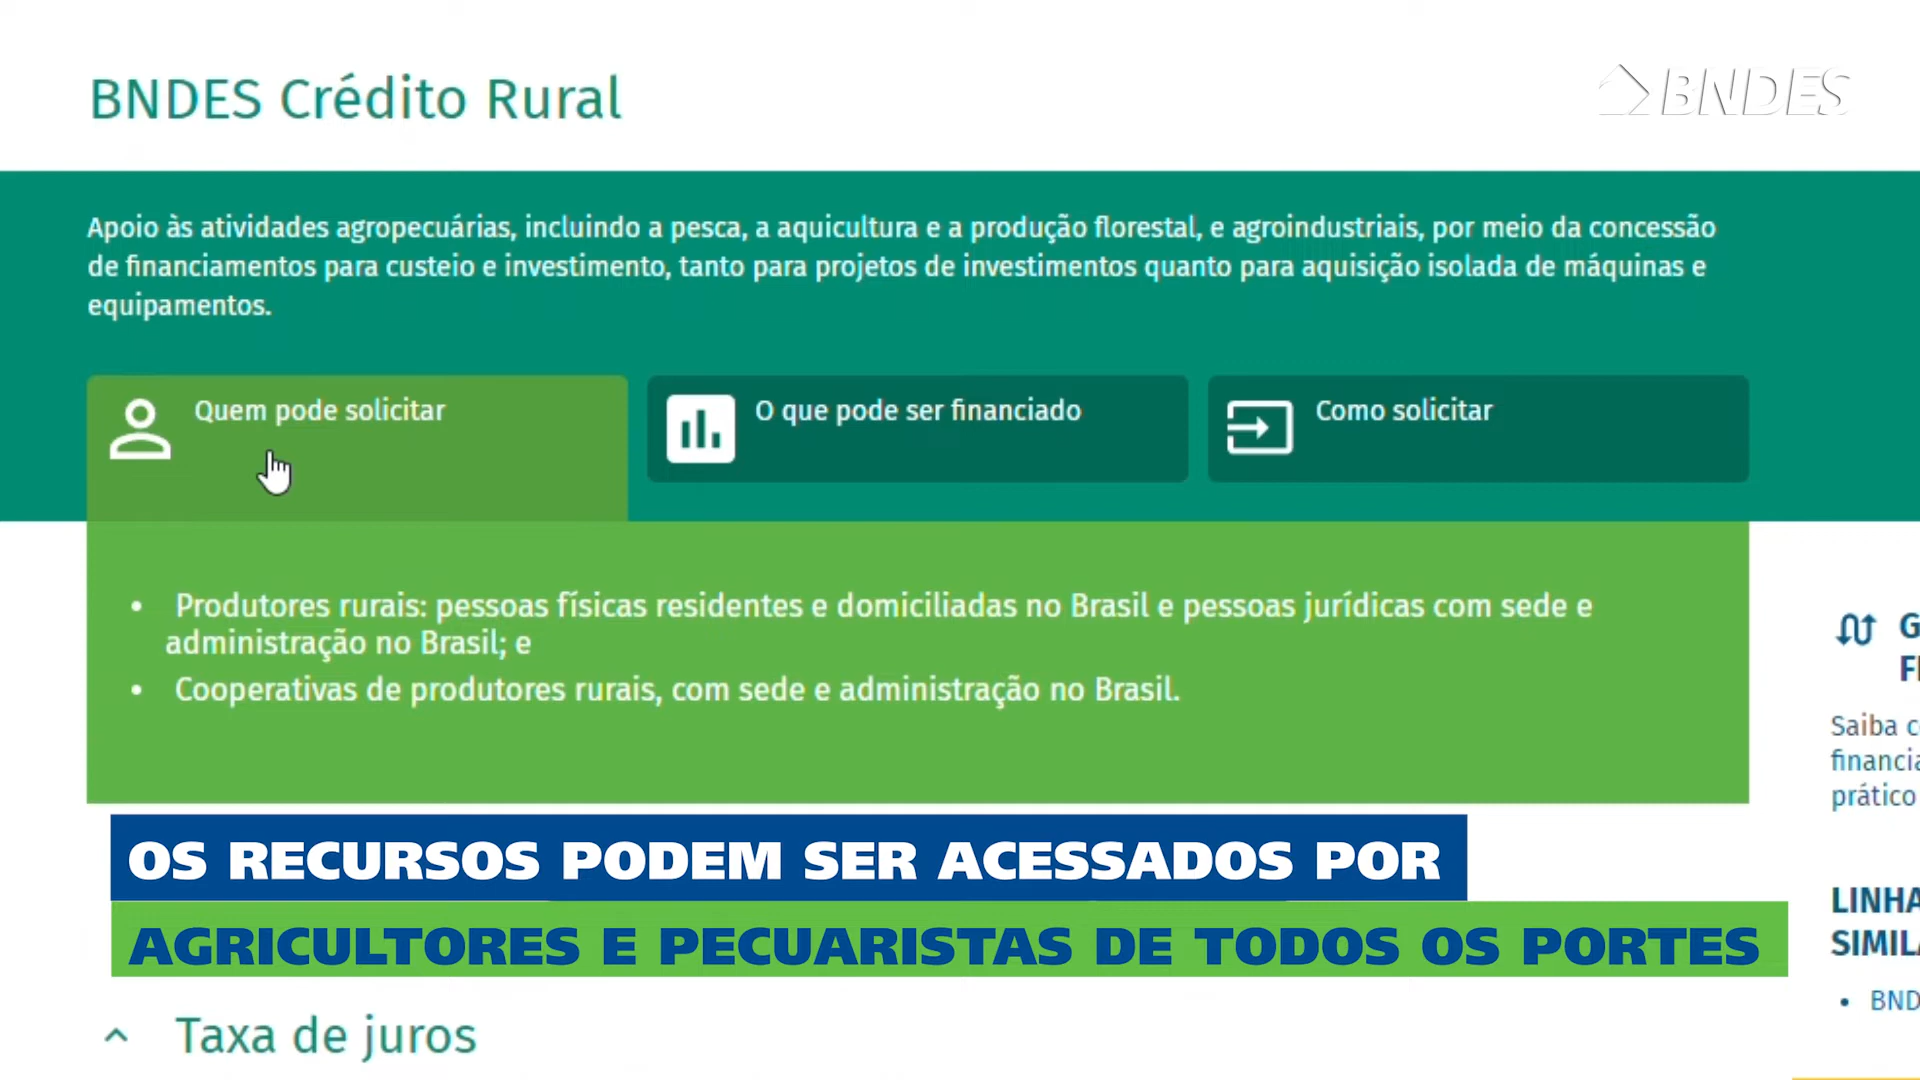 BNDES Crédito Rural
BNDES
Apoio às atividades agropecuárias, incluindo a pesca, a aquicultura e a produção florestal, e agroindustriais, por meio da concessão
de financiamentos para custeio e investimento, tanto para projetos de investimentos quanto para aquisição isolada de máquinas e
equipamentos.
Quem pode solicitar
O que pode ser financiado
Como solicitar
• Produtores rurais: pessoas físicas residentes e domiciliadas no Brasil e pessoas jurídicas com sede e
administração no Brasil; e
• Cooperativas de produtores rurais, com sede e administração no Brasil.
Saiba
prático
OS RECURSOS PODEM SER ACESSADOS POR
AGRICULTORES E PECUARISTAS DE TODOS OS PORTES
Taxa de juros